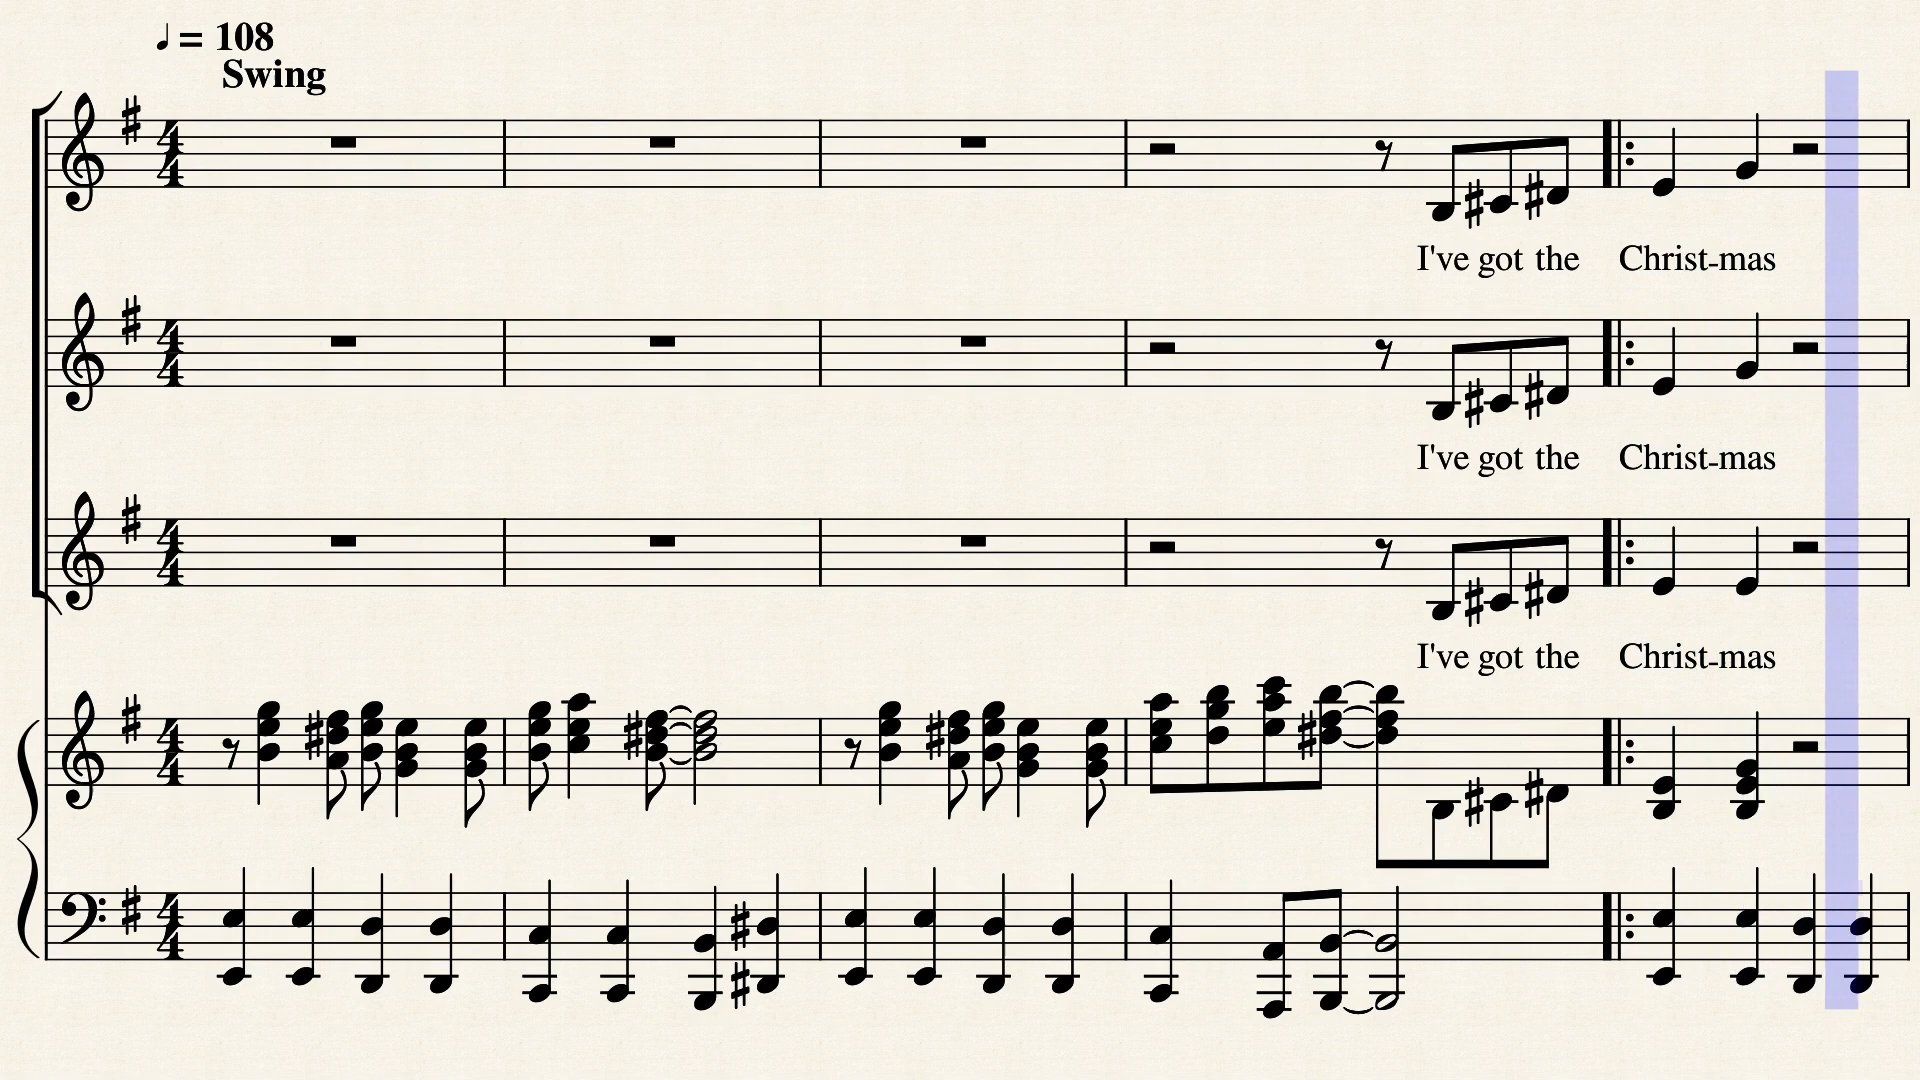 ♩ = 108
Swing
I've got the Christ-mas
I've got the Christ-mas
I've got the Christ-mas